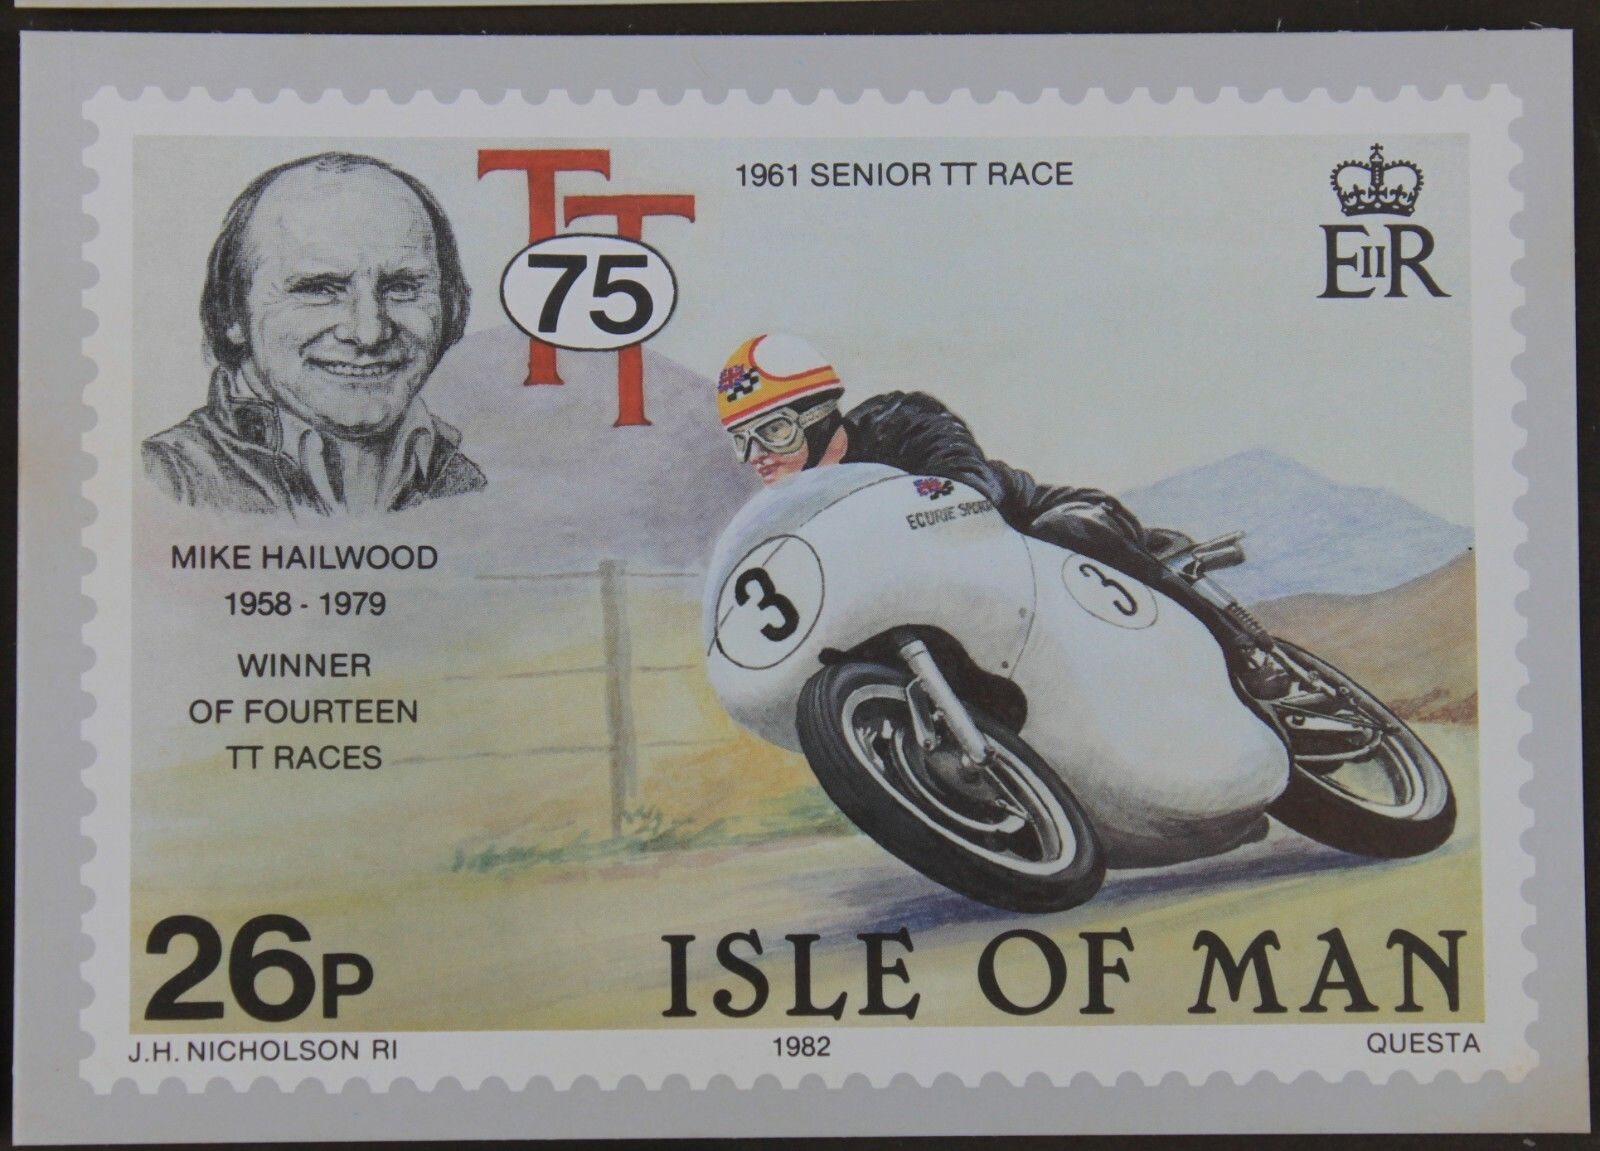 1961 SENIOR TT RACE
TT
75
EIIR
MIKE HAILWOOD
1958 - 1979
WINNER
OF FOURTEEN
TT RACES
ECURIE
3
3
26P
ISLE OF MAN
J.H. NICHOLSON RI
1982
QUESTA